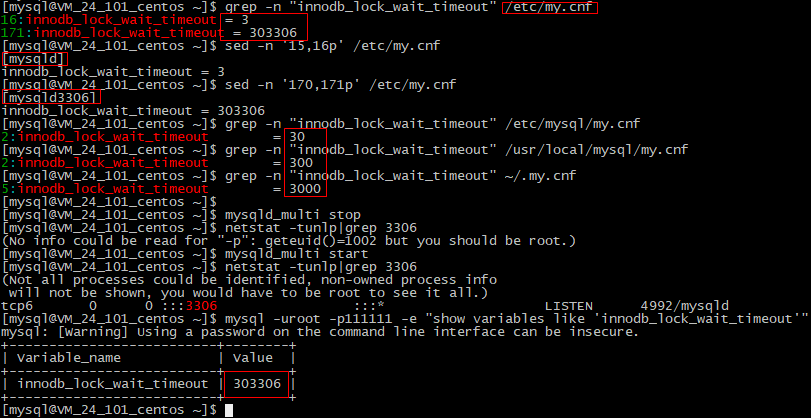 [mysql@VM_24_101_centos ~]$ grep -n "innodb_lock_wait_timeout" /etc/my.cnf
16:innodb_lock_wait_timeout = 3
171:innodb_lock_wait_timeout = 303306
[mysql@VM_24_101_centos ~]$ sed -n '15,16p' /etc/my.cnf
[mysqld]
innodb_lock_wait_timeout = 3
[mysql@VM_24_101_centos ~]$ sed -n '170,171p' /etc/my.cnf
[mysqld3306]
innodb_lock_wait_timeout = 303306
[mysql@VM_24_101_centos ~]$ grep -n "innodb_lock_wait_timeout" /etc/mysql/my.cnf
2:innodb_lock_wait_timeout = 30
[mysql@VM_24_101_centos ~]$ grep -n "innodb_lock_wait_timeout" /usr/local/mysql/my.cnf
2:innodb_lock_wait_timeout = 300
[mysql@VM_24_101_centos ~]$ grep -n "innodb_lock_wait_timeout" ~/.my.cnf
5:innodb_lock_wait_timeout = 3000
[mysql@VM_24_101_centos ~]$
[mysql@VM_24_101_centos ~]$ mysqld_multi stop
[mysql@VM_24_101_centos ~]$ netstat -tunlp|grep 3306
(No info could be read for "-p": geteuid()=1002 but you should be root.)
[mysql@VM_24_101_centos ~]$ mysqld_multi start
[mysql@VM_24_101_centos ~]$ netstat -tunlp|grep 3306
(Not all processes could be identified, non-owned process info
will not be shown, you would have to be root to see it all.)
tcp6 0 0 :::3306 :::* LISTEN 4992/mysqld
[mysql@VM_24_101_centos ~]$ mysql -uroot -p111111 -e "show variables like 'innodb_lock_wait_timeout'"
mysql: [Warning] Using a password on the command line interface can be insecure.
+--------------------------+--------+
| Variable_name | Value |
+--------------------------+--------+
| innodb_lock_wait_timeout | 303306 |
+--------------------------+--------+
[mysql@VM_24_101_centos ~]$